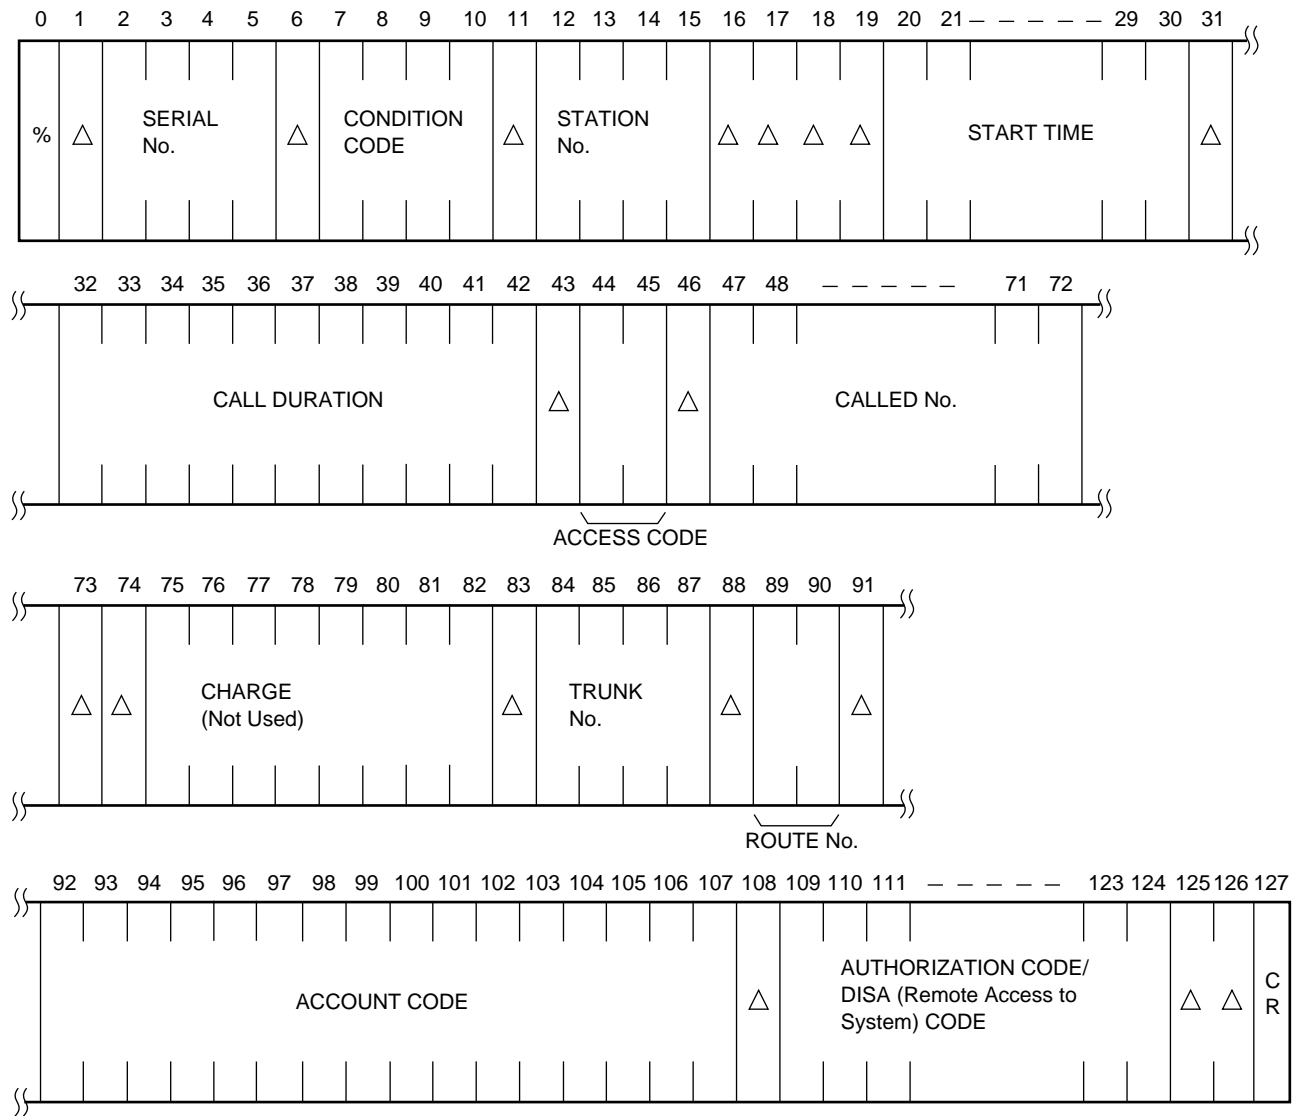 0 1 2 3 4 5 6 7 8 9 0 11 12 13 14 15 16 17 18 19 20 21 — — — — — 29 30 31
% △ SERIAL No. △ CONDITION CODE △ STATION No. △ △ △ △ START TIME △
32 33 34 35 36 37 38 39 40 41 42 43 44 45 46 47 48 — — — — — 71 72
CALL DURATION △ △ CALLED No.
ACCESS CODE
73 74 75 76 77 78 79 80 81 82 83 84 85 86 87 88 89 90 91
△ △ CHARGE (Not Used) △ TRUNK No. △ △
ROUTE No.
92 93 94 95 96 97 98 99 100 101 102 103 104 105 106 107 108 109 110 111 — — — — — 123 124 125 126 127
ACCOUNT CODE △ AUTHORIZATION CODE/ DISA (Remote Access to System) CODE △ △ C R